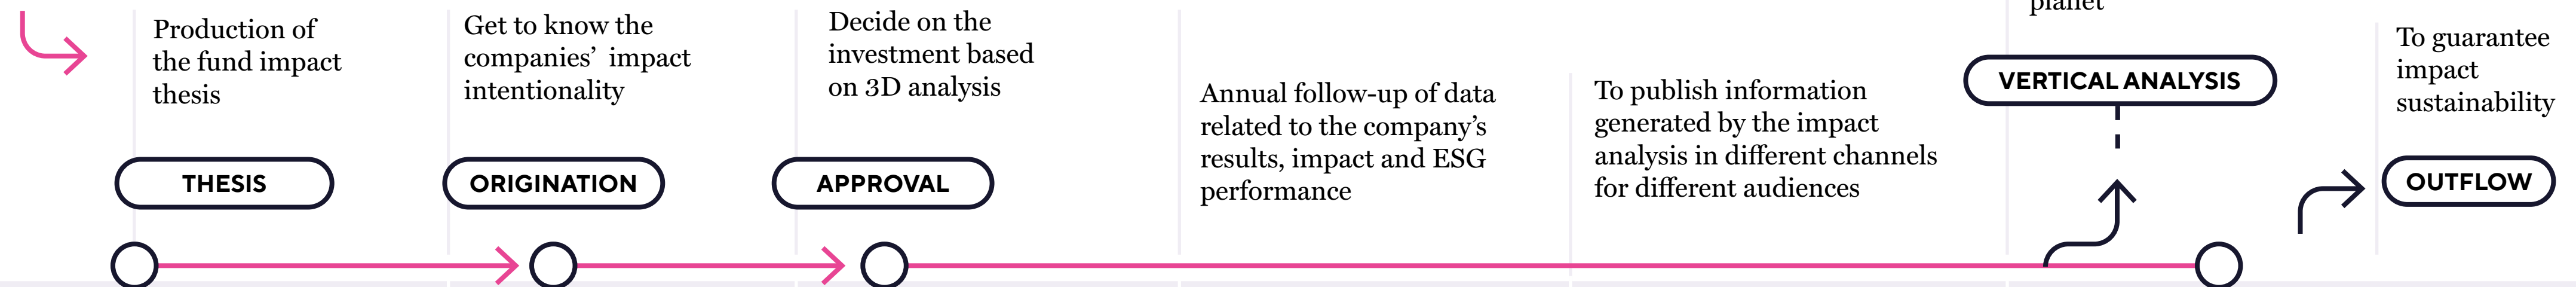 Production of
the fund impact
thesis
THESIS
Get to know the
companies’ impact
intentionality
ORIGINATION
Decide on the
investment based
on 3D analysis
APPROVAL
Annual follow-up of data
related to the company’s
results, impact and ESG
performance
To publish information
generated by the impact
analysis in different channels
for different audiences
planet
VERTICAL ANALYSIS
To guarantee
impact
sustainability
OUTFLOW